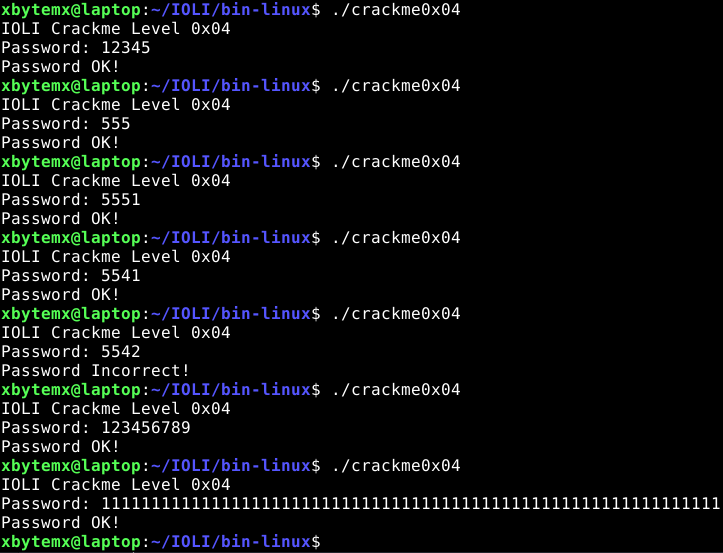 xbytemx@laptop:~/IOLI/bin-linux$ ./crackme0x04
IOLI Crackme Level 0x04
Password: 12345
Password OK!
xbytemx@laptop:~/IOLI/bin-linux$ ./crackme0x04
IOLI Crackme Level 0x04
Password: 555
Password OK!
xbytemx@laptop:~/IOLI/bin-linux$ ./crackme0x04
IOLI Crackme Level 0x04
Password: 5551
Password OK!
xbytemx@laptop:~/IOLI/bin-linux$ ./crackme0x04
IOLI Crackme Level 0x04
Password: 5541
Password OK!
xbytemx@laptop:~/IOLI/bin-linux$ ./crackme0x04
IOLI Crackme Level 0x04
Password: 5542
Password Incorrect!
xbytemx@laptop:~/IOLI/bin-linux$ ./crackme0x04
IOLI Crackme Level 0x04
Password: 123456789
Password OK!
xbytemx@laptop:~/IOLI/bin-linux$ ./crackme0x04
IOLI Crackme Level 0x04
Password: 11111111111111111111111111111111111111111111111111111111111111
Password OK!
xbytemx@laptop:~/IOLI/bin-linux$